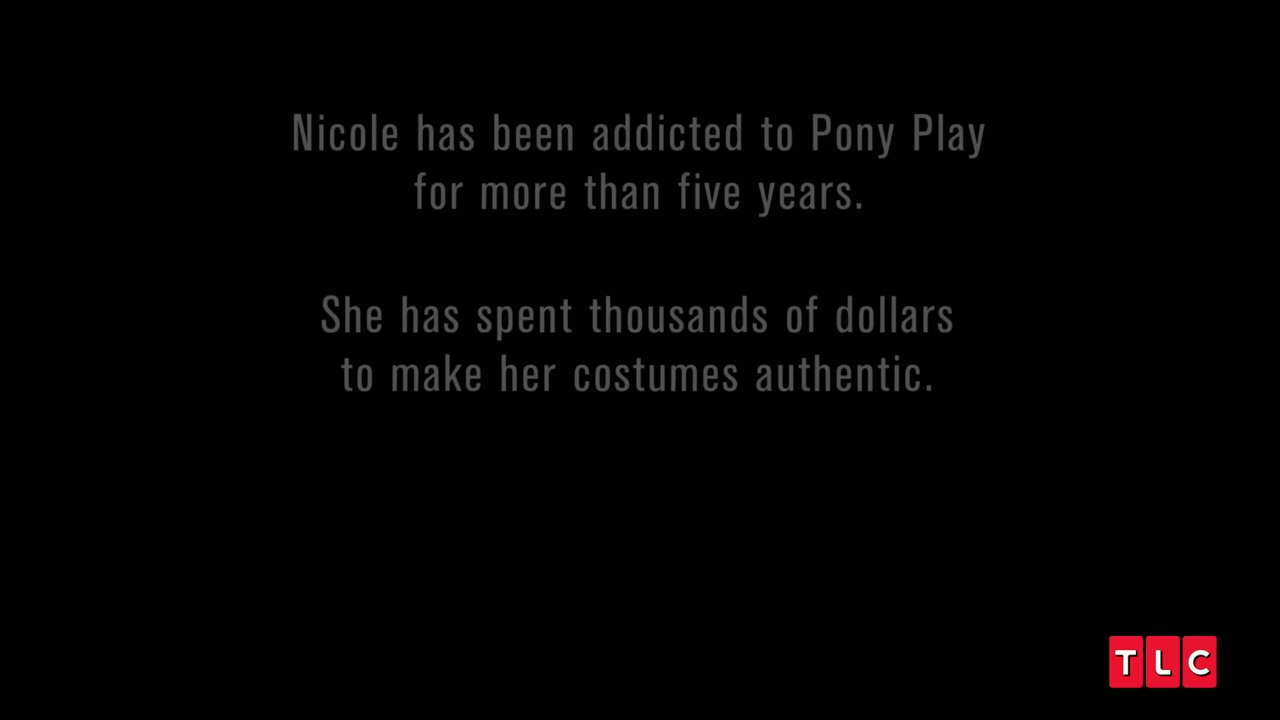 Nicole has been addicted to Pony Play
for more than five years.
She has spent thousands of dollars
to make her costumes authentic.
TLC